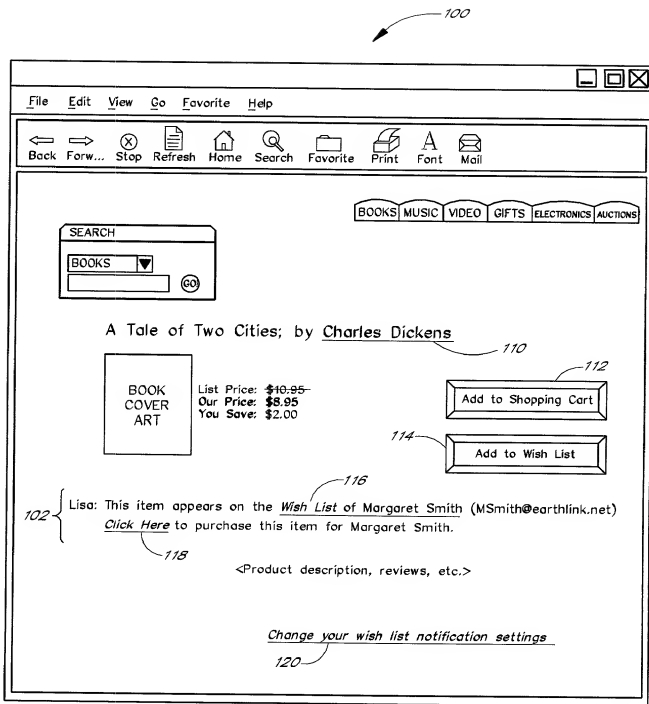 100
File Edit View Go Favorite Help
Back Forw... Stop Refresh Home Search Favorite Print Font Mail
BOOKS MUSIC VIDEO GIFTS ELECTRONICS AUCTIONS
SEARCH
BOOKS
GO!
A Tale of Two Cities; by Charles Dickens
110
BOOK
COVER
ART
List Price: $10.95
Our Price: $8.95
You Save: $2.00
112
Add to Shopping Cart
114
Add to Wish List
116
102
Lisa: This item appears on the Wish List of Margaret Smith (MSmith@earthlink.net)
Click Here to purchase this item for Margaret Smith.
118
<Product description, reviews, etc.>
Change your wish list notification settings
120